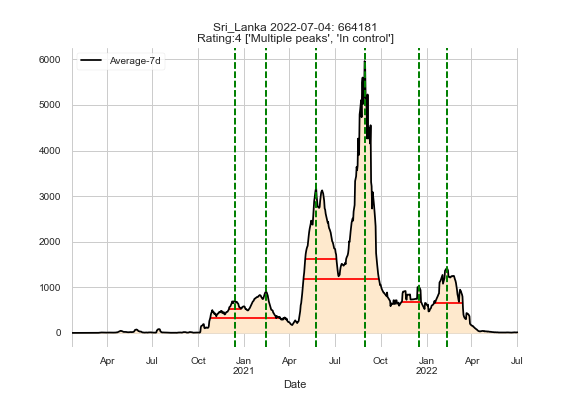 Sri_Lanka 2022-07-04: 664181
Rating:4 ['Multiple peaks', 'In control']
Average-7d
6000
5000
4000
3000
2000
1000
0
Apr Jul Oct Jan Apr Jul Oct Jan Apr Jul
2021 2022
Date